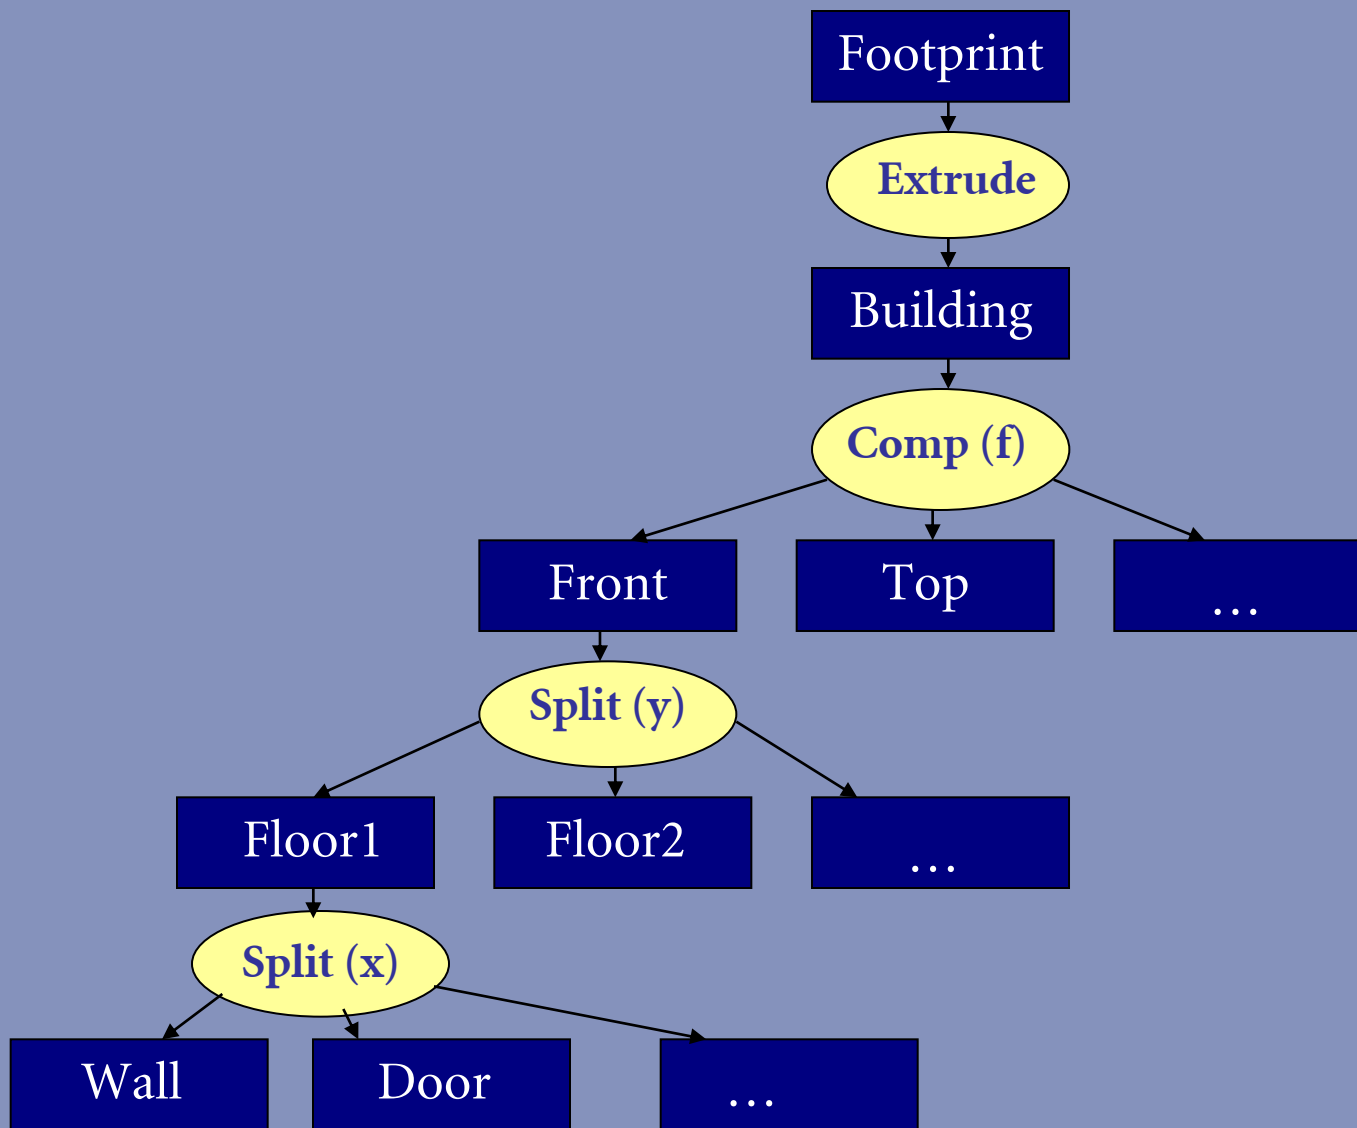 Footprint
Extrude
Building
Comp (f)
Front
Top
…
Split (y)
Floor1
Floor2
…
Split (x)
Wall
Door
…